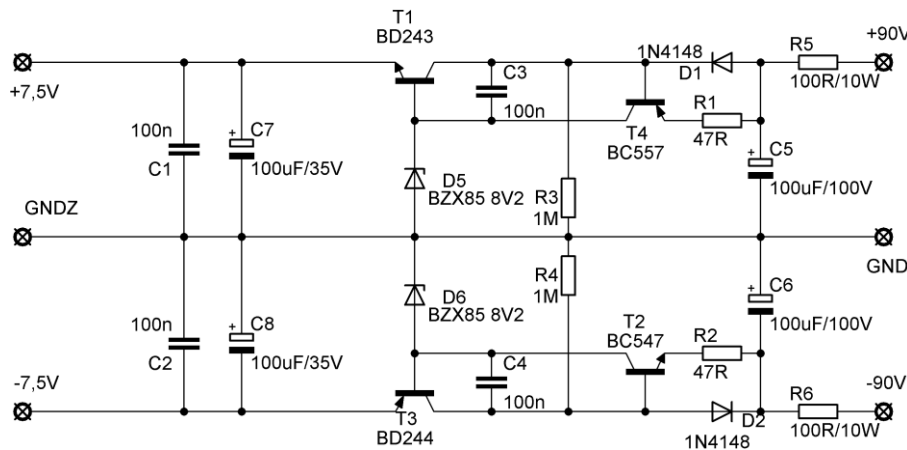 T1
BD243
+90V
1N4148
D1
R5
100R/10W
+7,5V
C3
100n
R1
47R
T4
BC557
100n
C1
+
C7
100uF/35V
+
C5
100uF/100V
D5
BZX85 8V2
R3
1M
GNDZ
GND
R4
1M
D6
BZX85 8V2
+
C6
100uF/100V
100n
C2
+
C8
100uF/35V
T2
BC547
R2
47R
C4
100n
-7,5V
-90V
R6
100R/10W
T3
BD244
D2
1N4148